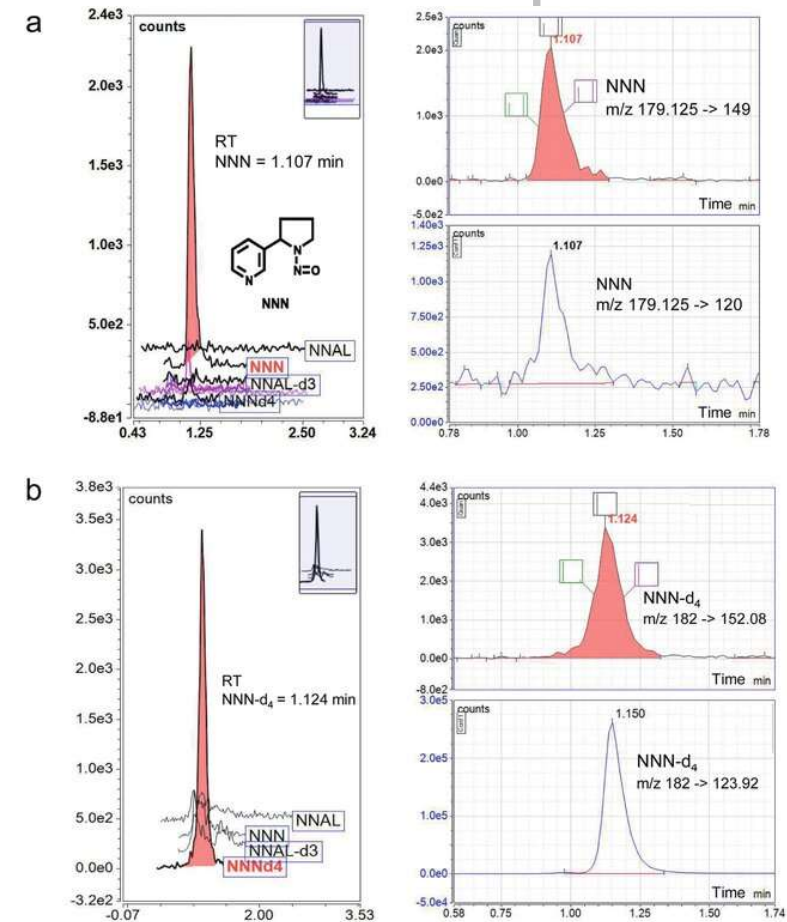 a
2.4e3
counts
2.0e3
1.5e3
1.0e3
5.0e2
-8.8e1
0.43
1.25
2.50
3.24
RT
NNN = 1.107 min
N
N
N=O
NNN
NNAL
NNN
NNAL-d3
NNNd4
2.5e3
counts
2.0e3
1.0e3
0.0e0
-5.0e2
1.107
NNN
m/z 179.125 -> 149
Time min
1.40e3
counts
1.25e3
1.00e3
7.50e2
5.00e2
2.50e2
0.00e0
1.107
NNN
m/z 179.125 -> 120
Time min
0.78
1.00
1.25
1.50
1.78
b
3.8e3
counts
3.5e3
3.0e3
2.5e3
2.0e3
1.5e3
1.0e3
5.0e2
0.0e0
-3.2e2
-0.07
2.00
3.53
RT
NNN-d4 = 1.124 min
NNAL
NNN
NNAL-d3
NNNd4
4.4e3
counts
4.0e3
3.0e3
2.0e3
1.0e3
0.0e0
-8.0e2
1.124
NNN-d4
m/z 182 -> 152.08
Time min
3.0e5
counts
2.0e5
1.0e5
0.0e0
-5.0e4
1.150
NNN-d4
m/z 182 -> 123.92
Time min
0.58
0.75
1.00
1.25
1.50
1.74